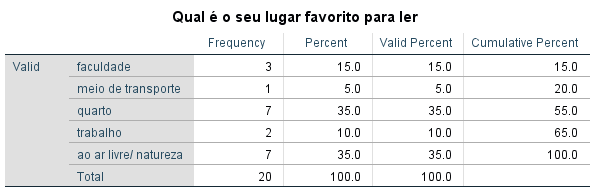 Qual é o seu lugar favorito para ler
Frequency Percent Valid Percent Cumulative Percent
Valid faculdade 3 15.0 15.0 15.0
meio de transporte 1 5.0 5.0 20.0
quarto 7 35.0 35.0 55.0
trabalho 2 10.0 10.0 65.0
ao ar livre/ natureza 7 35.0 35.0 100.0
Total 20 100.0 100.0